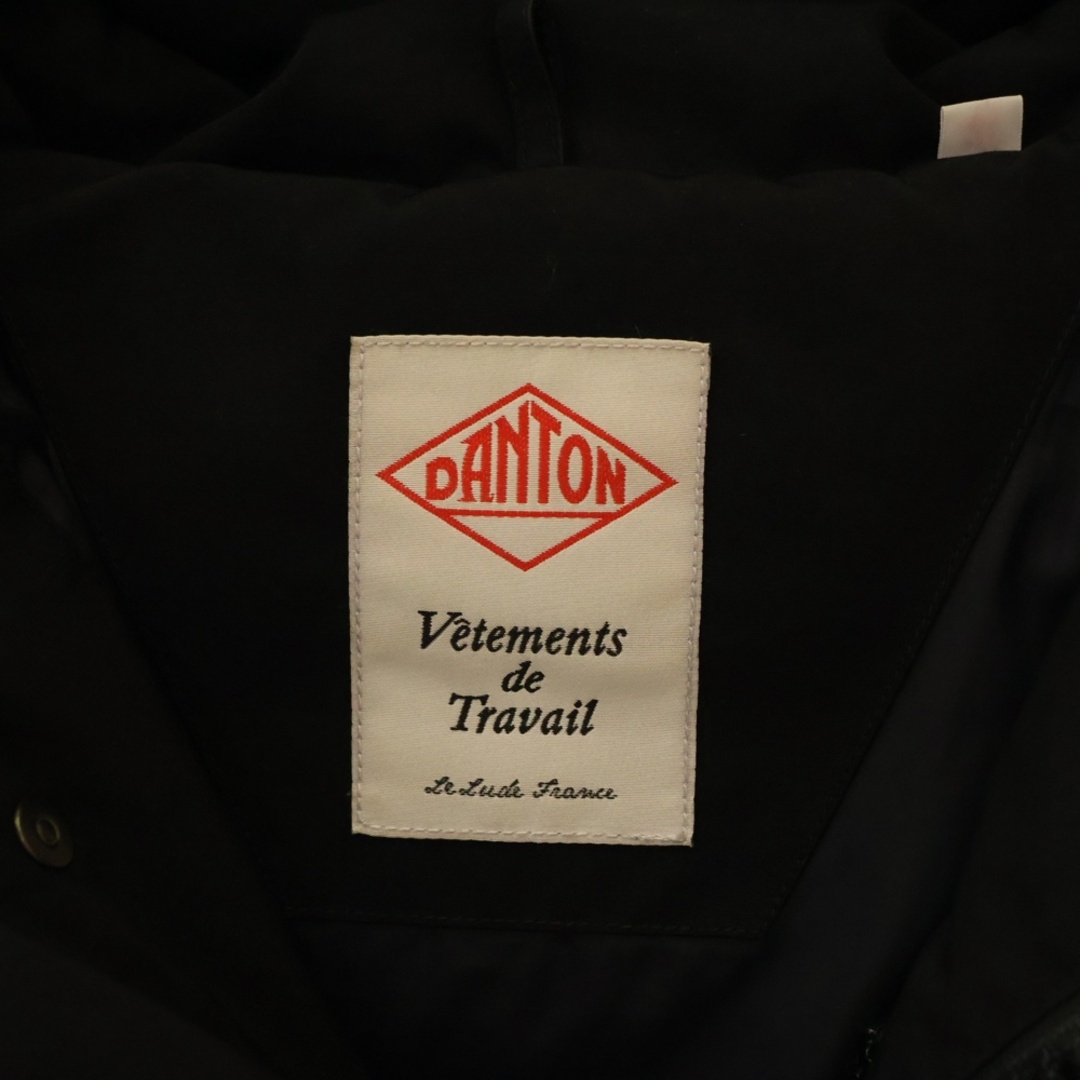 DANTON
Vêtements
de
Travail
Le Lude France